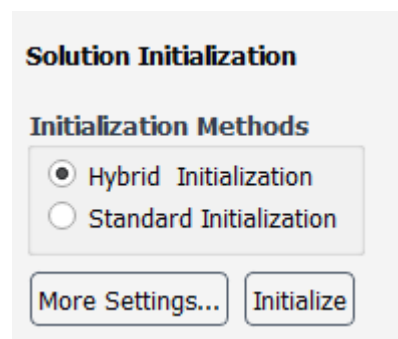 Solution Initialization
Initialization Methods
Hybrid Initialization
Standard Initialization
More Settings... Initialize